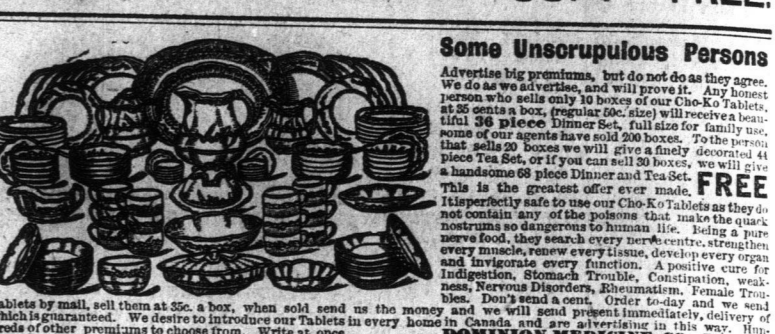 FREE.
Some Unscrupulous Persons
Advertise big premiums, but do not do as they agree.
We do as we advertise, and will prove it. Any honest
person who sells only 10 boxes of our Cho-Ko Tablets,
at 35 cents a box, (regular 50c. size) will receive a beau-
tiful 36 piece Dinner Set, full size for family use,
some of our agents have sold 200 boxes. To the person
that sells 20 boxes we will give a finely decorated 44
piece Tea Set, or if you can sell 30 boxes, we will give
a handsome 68 piece Dinner and Tea Set. FREE
This is the greatest offer ever made.
It is perfectly safe to use our Cho-Ko Tablets as they do
not contain any of the poisons that make the quack
nostrums so dangerous to human life. Being a pure
nerve food, they search every nerve centre, strengthen
every muscle, renew every tissue, develop every organ
and invigorate every function. A positive cure for
Indigestion, Stomach Trouble, Constipation, weak-
ness, Nervous Disorders, Rheumatism, Female Trou-
bles. Don't send a cent. Order to-day and we send
ablets by mail, sell them at 35c. a box, when sold send us the money and we will send present immediately, delivery of
hich is guaranteed. We desire to introduce our Tablets in every home in Canada and are advertising in this way. Hun
reds of other premiums to choose from. Write at once.